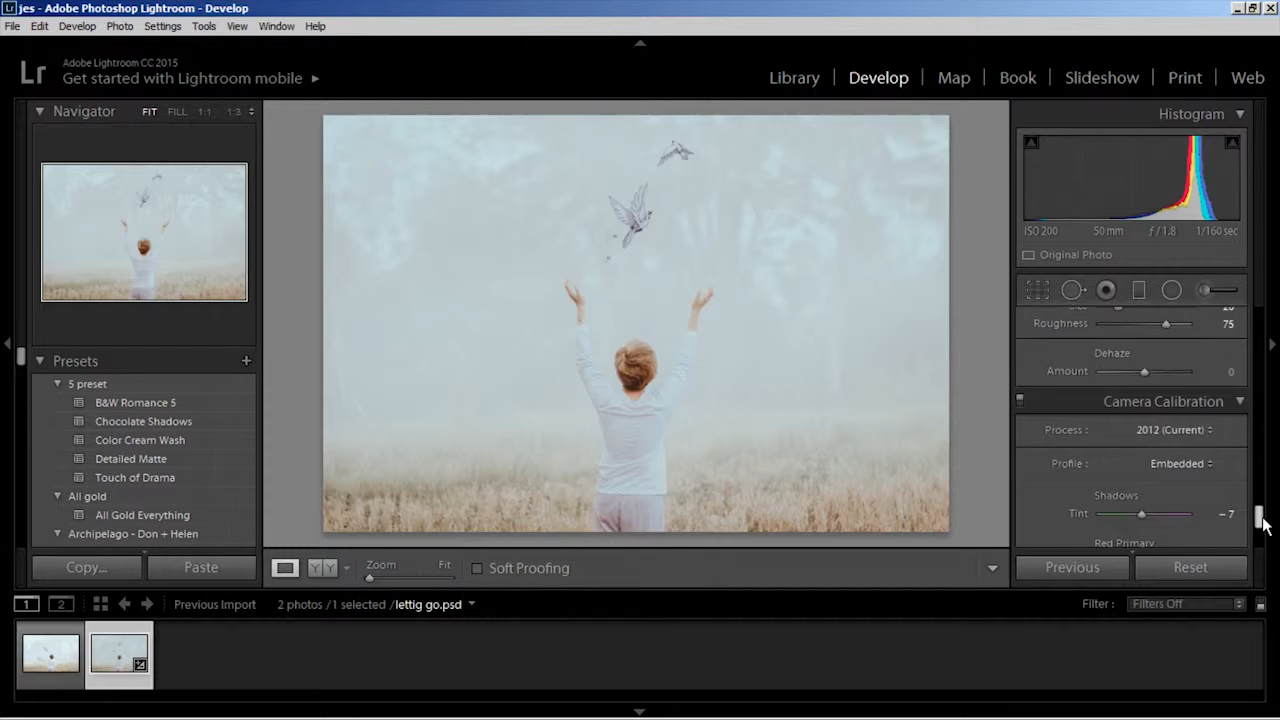 Lr jes - Adobe Photoshop Lightroom - Develop
File Edit Develop Photo Settings Tools View Window Help
Lr
Adobe Lightroom CC 2015
Get started with Lightroom mobile
Library Develop Map Book Slideshow Print Web
Navigator FIT FILL 1:1 1:3
Presets +
5 preset
B&W Romance 5
Chocolate Shadows
Color Cream Wash
Detailed Matte
Touch of Drama
All gold
All Gold Everything
Archipelago - Don + Helen
Copy... Paste
Histogram
ISO 200 50 mm ƒ / 1.8 1/160 sec
Original Photo
Roughness 75
Dehaze
Amount 0
Camera Calibration
Process : 2012 (Current)
Profile : Embedded
Shadows
Tint – 7
Red Primary
Previous Reset
YY Zoom Fit Soft Proofing
1 2 Previous Import 2 photos /1 selected /lettig go.psd Filter : Filters Off